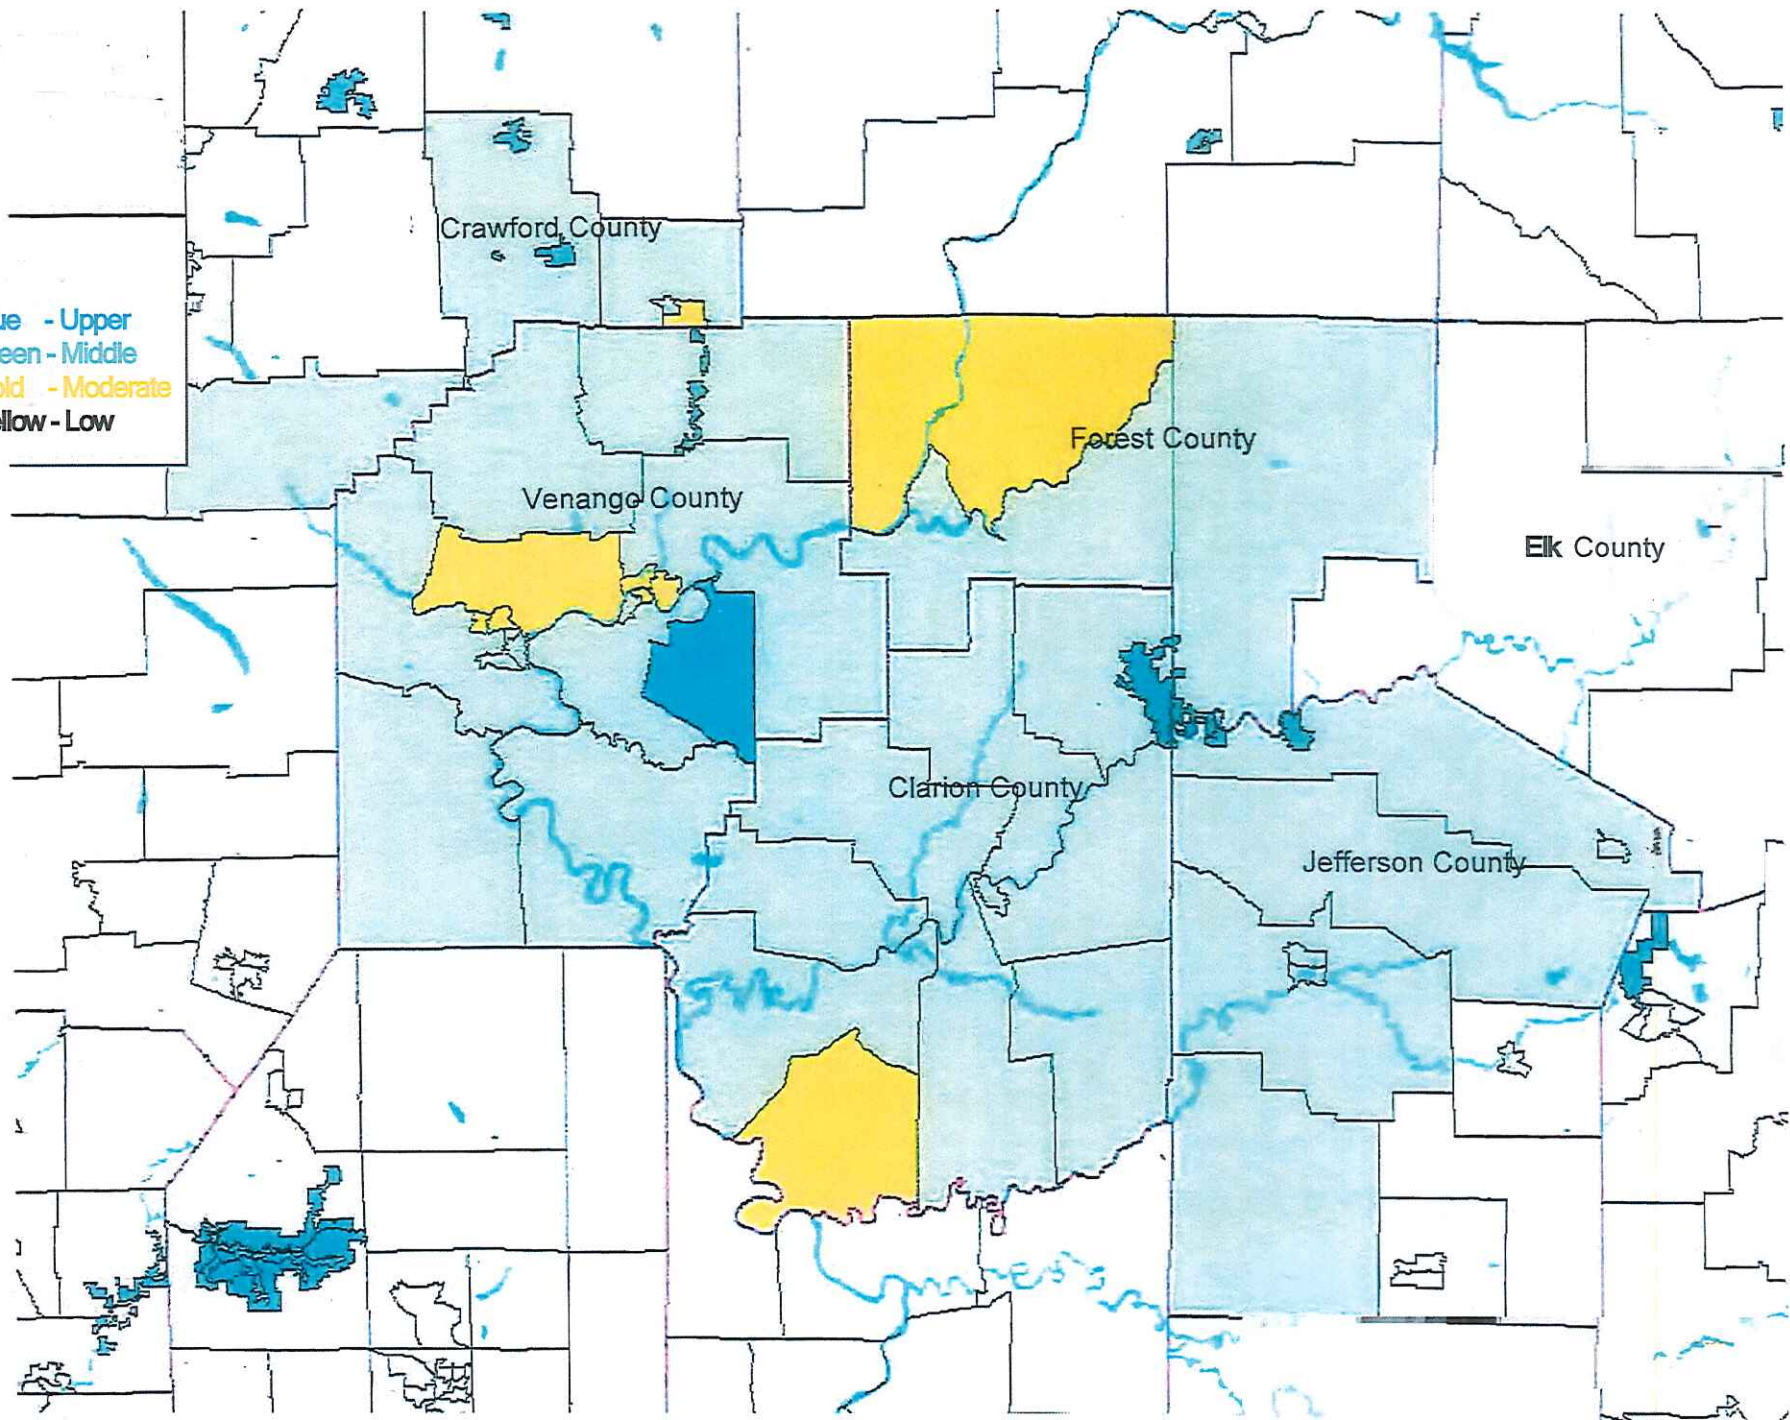 Crawford County
ue - Upper
een - Middle
old - Moderate
ellow - Low
Forest County
Venango County
Elk County
Clarion County
Jefferson County